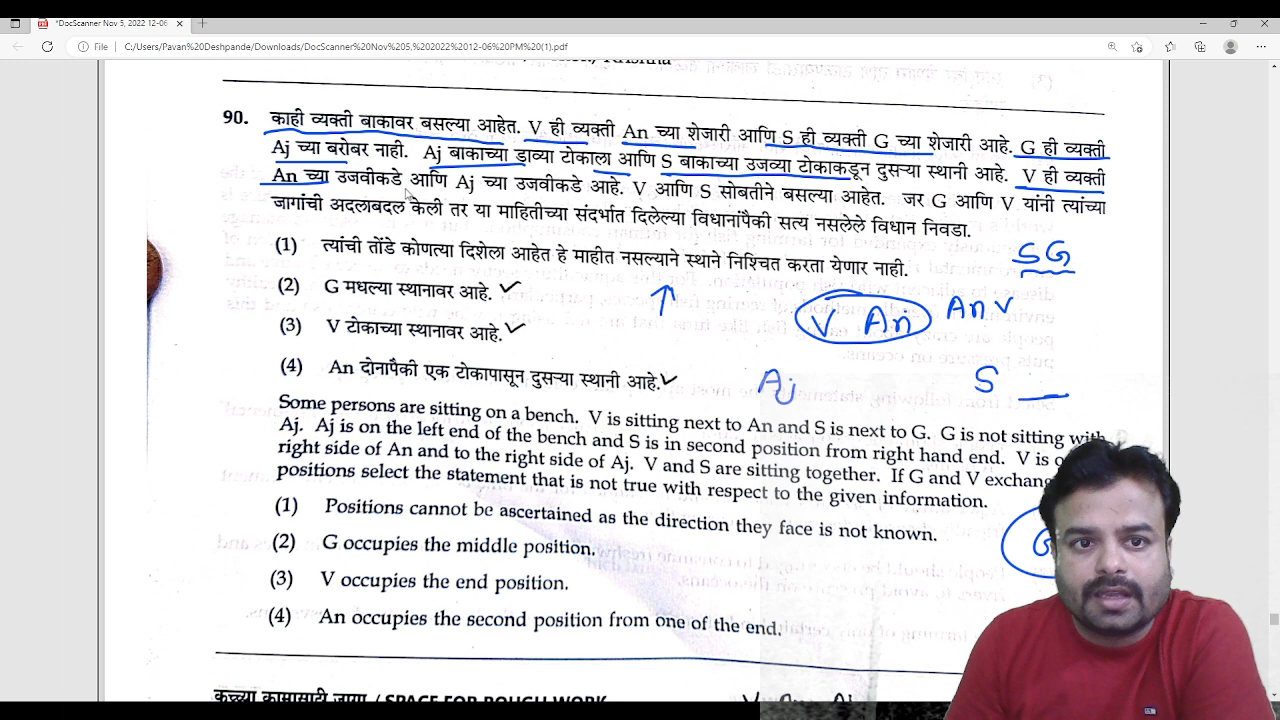 *DocScanner Nov 5, 2022 12-06
File
C:/Users/Pavan%20Deshpande/Downloads/DocScanner%20Nov%205,%202022%2012-06%20PM%20(1).pdf
90. काही व्यक्ती बाकावर बसल्या आहेत. V ही व्यक्ती An च्या शेजारी आणि S ही व्यक्ती G च्या शेजारी आहे. G ही व्यक्ती
Aj च्या बरोबर नाही. Aj बाकाच्या डाव्या टोकाला आणि S बाकाच्या उजव्या टोकाकडून दुसऱ्या स्थानी आहे. V ही व्यक्ती
An च्या उजवीकडे आणि Aj च्या उजवीकडे आहे. V आणि S सोबतीने बसल्या आहेत. जर G आणि V यांनी त्यांच्या
जागांची अदलाबदल केली तर या माहितीच्या संदर्भात दिलेल्या विधानांपैकी सत्य नसलेले विधान निवडा.
S G
(1) त्यांची तोंडे कोणत्या दिशेला आहेत हे माहीत नसल्याने स्थाने निश्चित करता येणार नाही.
(2) G मधल्या स्थानावर आहे.
V An An V
(3) V टोकाच्या स्थानावर आहे.
(4) An दोनापैकी एक टोकापासून दुसऱ्या स्थानी आहे.
Aj S
Some persons are sitting on a bench. V is sitting next to An and S is next to G. G is not sitting with
Aj. Aj is on the left end of the bench and S is in second position from right hand end. V is
right side of An and to the right side of Aj. V and S are sitting together. If G and V
positions select the statement that is not true with respect to the given information.
(1) Positions cannot be ascertained as the direction they face is not known.
G
(2) G occupies the middle position.
(3) V occupies the end position.
(4) An occupies the second position from one of the end.
कच्च्या कामासाठी जागा / SPACE FOR ROUGH WORK